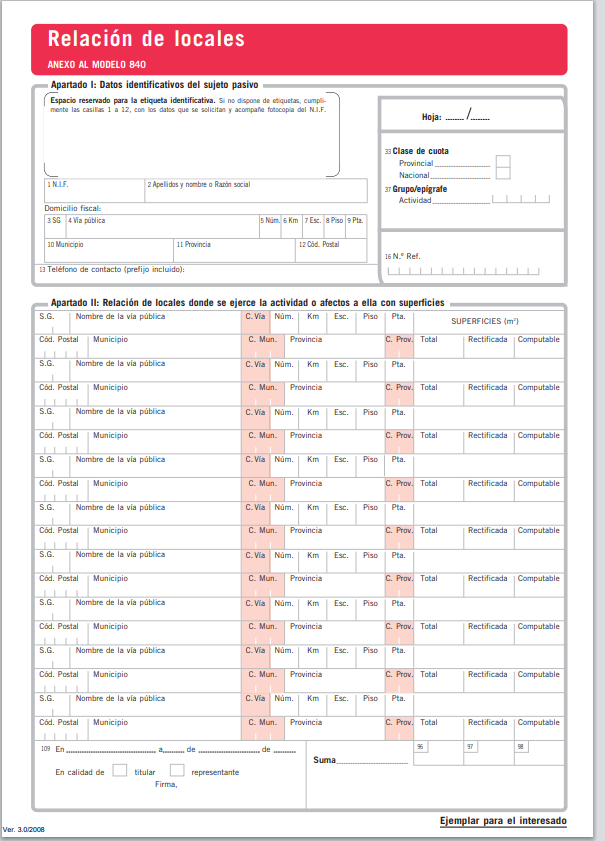 Relación de locales
ANEXO AL MODELO 840
Apartado I: Datos identificativos del sujeto pasivo
Espacio reservado para la etiqueta identificativa. Si no dispone de etiquetas, cumpli-
mente las casillas 1 a 12, con los datos que se solicitan y acompañe fotocopia del N.I.F.
Hoja: ....... /.......
33 Clase de cuota
Provincial
Nacional
37 Grupo/epígrafe
Actividad
1 N.I.F. 2 Apellidos y nombre o Razón social
Domicilio fiscal:
3 SG 4 Vía pública 5 Núm. 6 Km 7 Esc. 8 Piso 9 Pta.
10 Municipio 11 Provincia 12 Cód. Postal
13 Teléfono de contacto (prefijo incluido):
16 N.º Ref.
Apartado II: Relación de locales donde se ejerce la actividad o afectos a ella con superficies
S.G. Nombre de la vía pública C. Vía Núm. Km Esc. Piso Pta. SUPERFICIES (m²)
Cód. Postal Municipio C. Mun. Provincia C. Prov. Total Rectificada Computable
S.G. Nombre de la vía pública C. Vía Núm. Km Esc. Piso Pta.
Cód. Postal Municipio C. Mun. Provincia C. Prov. Total Rectificada Computable
S.G. Nombre de la vía pública C. Vía Núm. Km Esc. Piso Pta.
Cód. Postal Municipio C. Mun. Provincia C. Prov. Total Rectificada Computable
S.G. Nombre de la vía pública C. Vía Núm. Km Esc. Piso Pta.
Cód. Postal Municipio C. Mun. Provincia C. Prov. Total Rectificada Computable
S.G. Nombre de la vía pública C. Vía Núm. Km Esc. Piso Pta.
Cód. Postal Municipio C. Mun. Provincia C. Prov. Total Rectificada Computable
S.G. Nombre de la vía pública C. Vía Núm. Km Esc. Piso Pta.
Cód. Postal Municipio C. Mun. Provincia C. Prov. Total Rectificada Computable
S.G. Nombre de la vía pública C. Vía Núm. Km Esc. Piso Pta.
Cód. Postal Municipio C. Mun. Provincia C. Prov. Total Rectificada Computable
S.G. Nombre de la vía pública C. Vía Núm. Km Esc. Piso Pta.
Cód. Postal Municipio C. Mun. Provincia C. Prov. Total Rectificada Computable
S.G. Nombre de la vía pública C. Vía Núm. Km Esc. Piso Pta.
Cód. Postal Municipio C. Mun. Provincia C. Prov. Total Rectificada Computable
109 En ............................, a....... de .................... de .......
96 97 98
Suma
En calidad de titular representante
Firma,
Ejemplar para el interesado
Ver. 3.0/2008